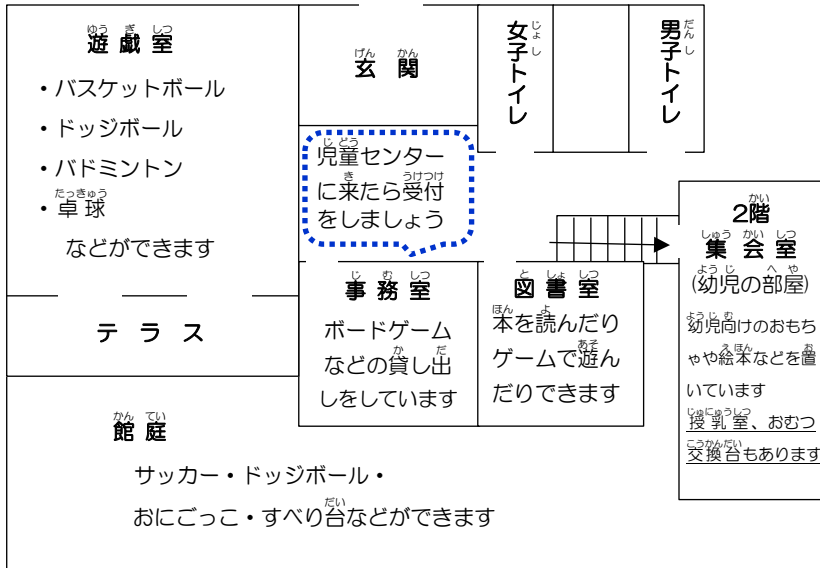 遊戯室
・バスケットボール
・ドッジボール
・バドミントン
・卓球
などができます
玄関
女子トイレ
男子トイレ
児童センター
に来たら受付
をしましょう
テラス
事務室
ボードゲーム
などの貸し出
しをしています
図書室
本を読んだり
ゲームで遊ん
だりできます
2階
集会室
(幼児の部屋)
幼児向けのおもち
ゃや絵本などを置
いています
授乳室、おむつ
交換台もあります
館庭
サッカー・ドッジボール・
おにごっこ・すべり台などができます